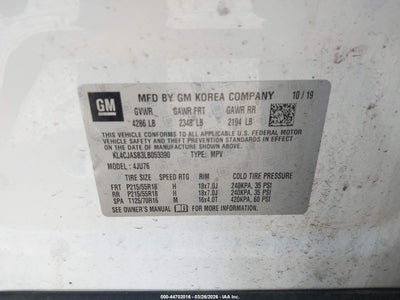 GM
MFD BY GM KOREA COMPANY
10/19
GVWR GAWR FRT GAWR RR
4286 LB 2348 LB 2194 LB
THIS VEHICLE CONFORMS TO ALL APPLICABLE U.S. FEDERAL MOTOR
VEHICLE SAFETY, BUMPER, AND THEFT PREVENTION STANDARDS
IN EFFECT ON THE DATE OF MANUFACTURE SHOWN ABOVE.
KL4CJASB3LB053390 TYPE: MPV
MODEL: 4JU76
TIRE SIZE SPEED RTG RIM COLD TIRE PRESSURE
FRT P215/55R18 H 18x7.0J 240KPA, 35 PSI
RR P215/55R18 H 18x7.0J 240KPA, 35 PSI
SPA T125/70R16 M 16x4.0T 420KPA, 60 PSI
SEE OWNER'S MANUAL FOR MORE INFORMATION.
000-44702016 - 03/26/2026 - IAAI